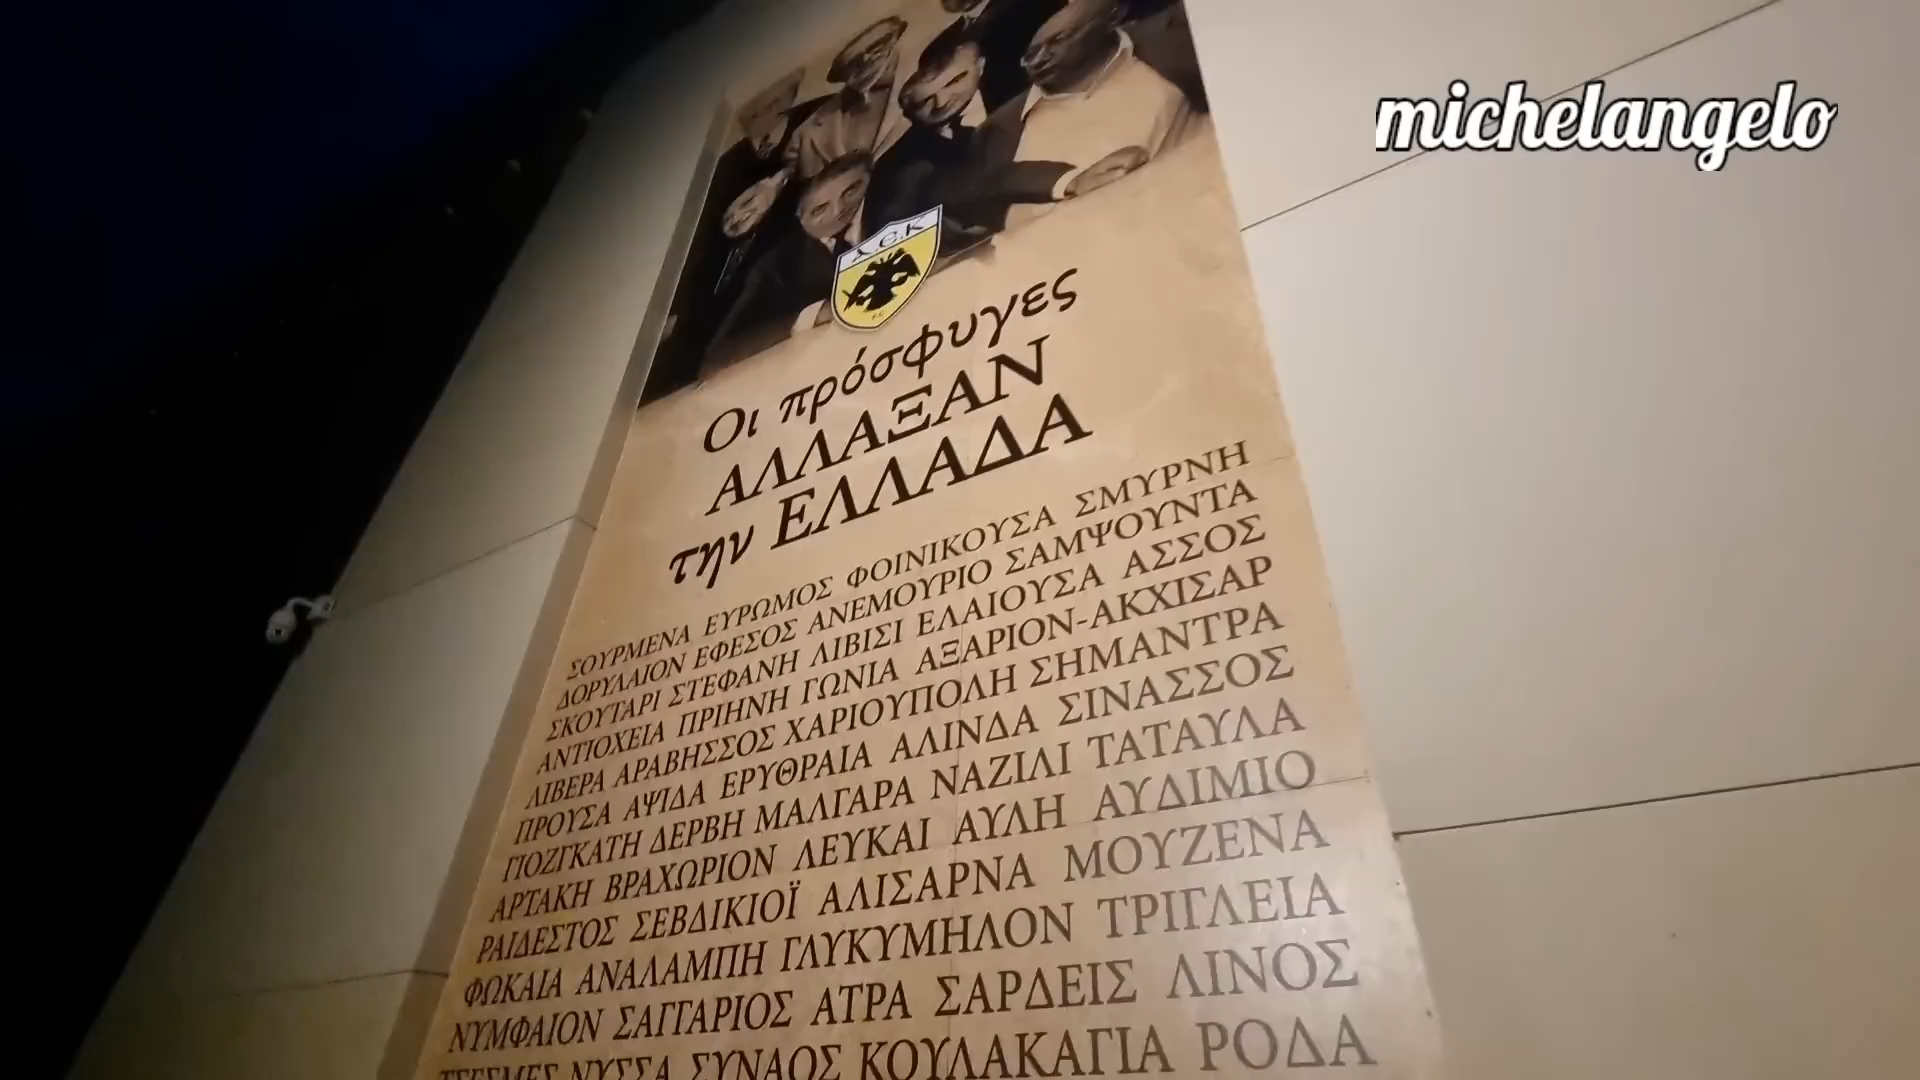 michelangelo
Α.Ε.Κ
F.C.
Οι πρόσφυγες
ΑΛΛΑΞΑΝ
την ΕΛΛΑΔΑ
ΣΟΥΡΜΕΝΑ ΕΥΡΩΜΟΣ ΦΟΙΝΙΚΟΥΣΑ ΣΜΥΡΝΗ
ΔΟΡΥΛΑΙΟΝ ΕΦΕΣΟΣ ΑΝΕΜΟΥΡΙΟ ΣΑΜΨΟΥΝΤΑ
ΣΚΟΥΤΑΡΙ ΣΤΕΦΑΝΗ ΛΙΒΙΣΙ ΕΛΑΙΟΥΣΑ ΑΣΣΟΣ
ΑΝΤΙΟΧΕΙΑ ΠΡΙΗΝΗ ΓΩΝΙΑ ΑΞΑΡΙΟΝ-ΑΚΧΙΣΑΡ
ΛΙΒΕΡΑ ΑΡΑΒΗΣΣΟΣ ΧΑΡΙΟΥΠΟΛΗ ΣΗΜΑΝΤΡΑ
ΠΡΟΥΣΑ ΑΨΙΔΑ ΕΡΥΘΡΑΙΑ ΑΛΙΝΔΑ ΣΙΝΑΣΣΟΣ
ΓΙΟΖΓΚΑΤΗ ΔΕΡΒΗ ΜΑΛΓΑΡΑ ΝΑΖΙΛΙ ΤΑΤΑΥΛΑ
ΑΡΤΑΚΗ ΒΡΑΧΩΡΙΟΝ ΛΕΥΚΑΙ ΑΥΛΗ ΑΥΔΙΜΙΟ
ΡΑΙΔΕΣΤΟΣ ΣΕΒΔΙΚΙΟΪ ΑΛΙΣΑΡΝΑ ΜΟΥΖΕΝΑ
ΦΩΚΑΙΑ ΑΝΑΛΑΜΠΗ ΓΛΥΚΥΜΗΛΟΝ ΤΡΙΓΛΕΙΑ
ΝΥΜΦΑΙΟΝ ΣΑΓΓΑΡΙΟΣ ΑΤΡΑ ΣΑΡΔΕΙΣ ΛΙΝΟΣ
ΤΣΕΣΜΕΣ ΝΥΣΣΑ ΣΥΝΑΟΣ ΚΟΥΛΑΚΑΓΙΑ ΡΟΔΑ